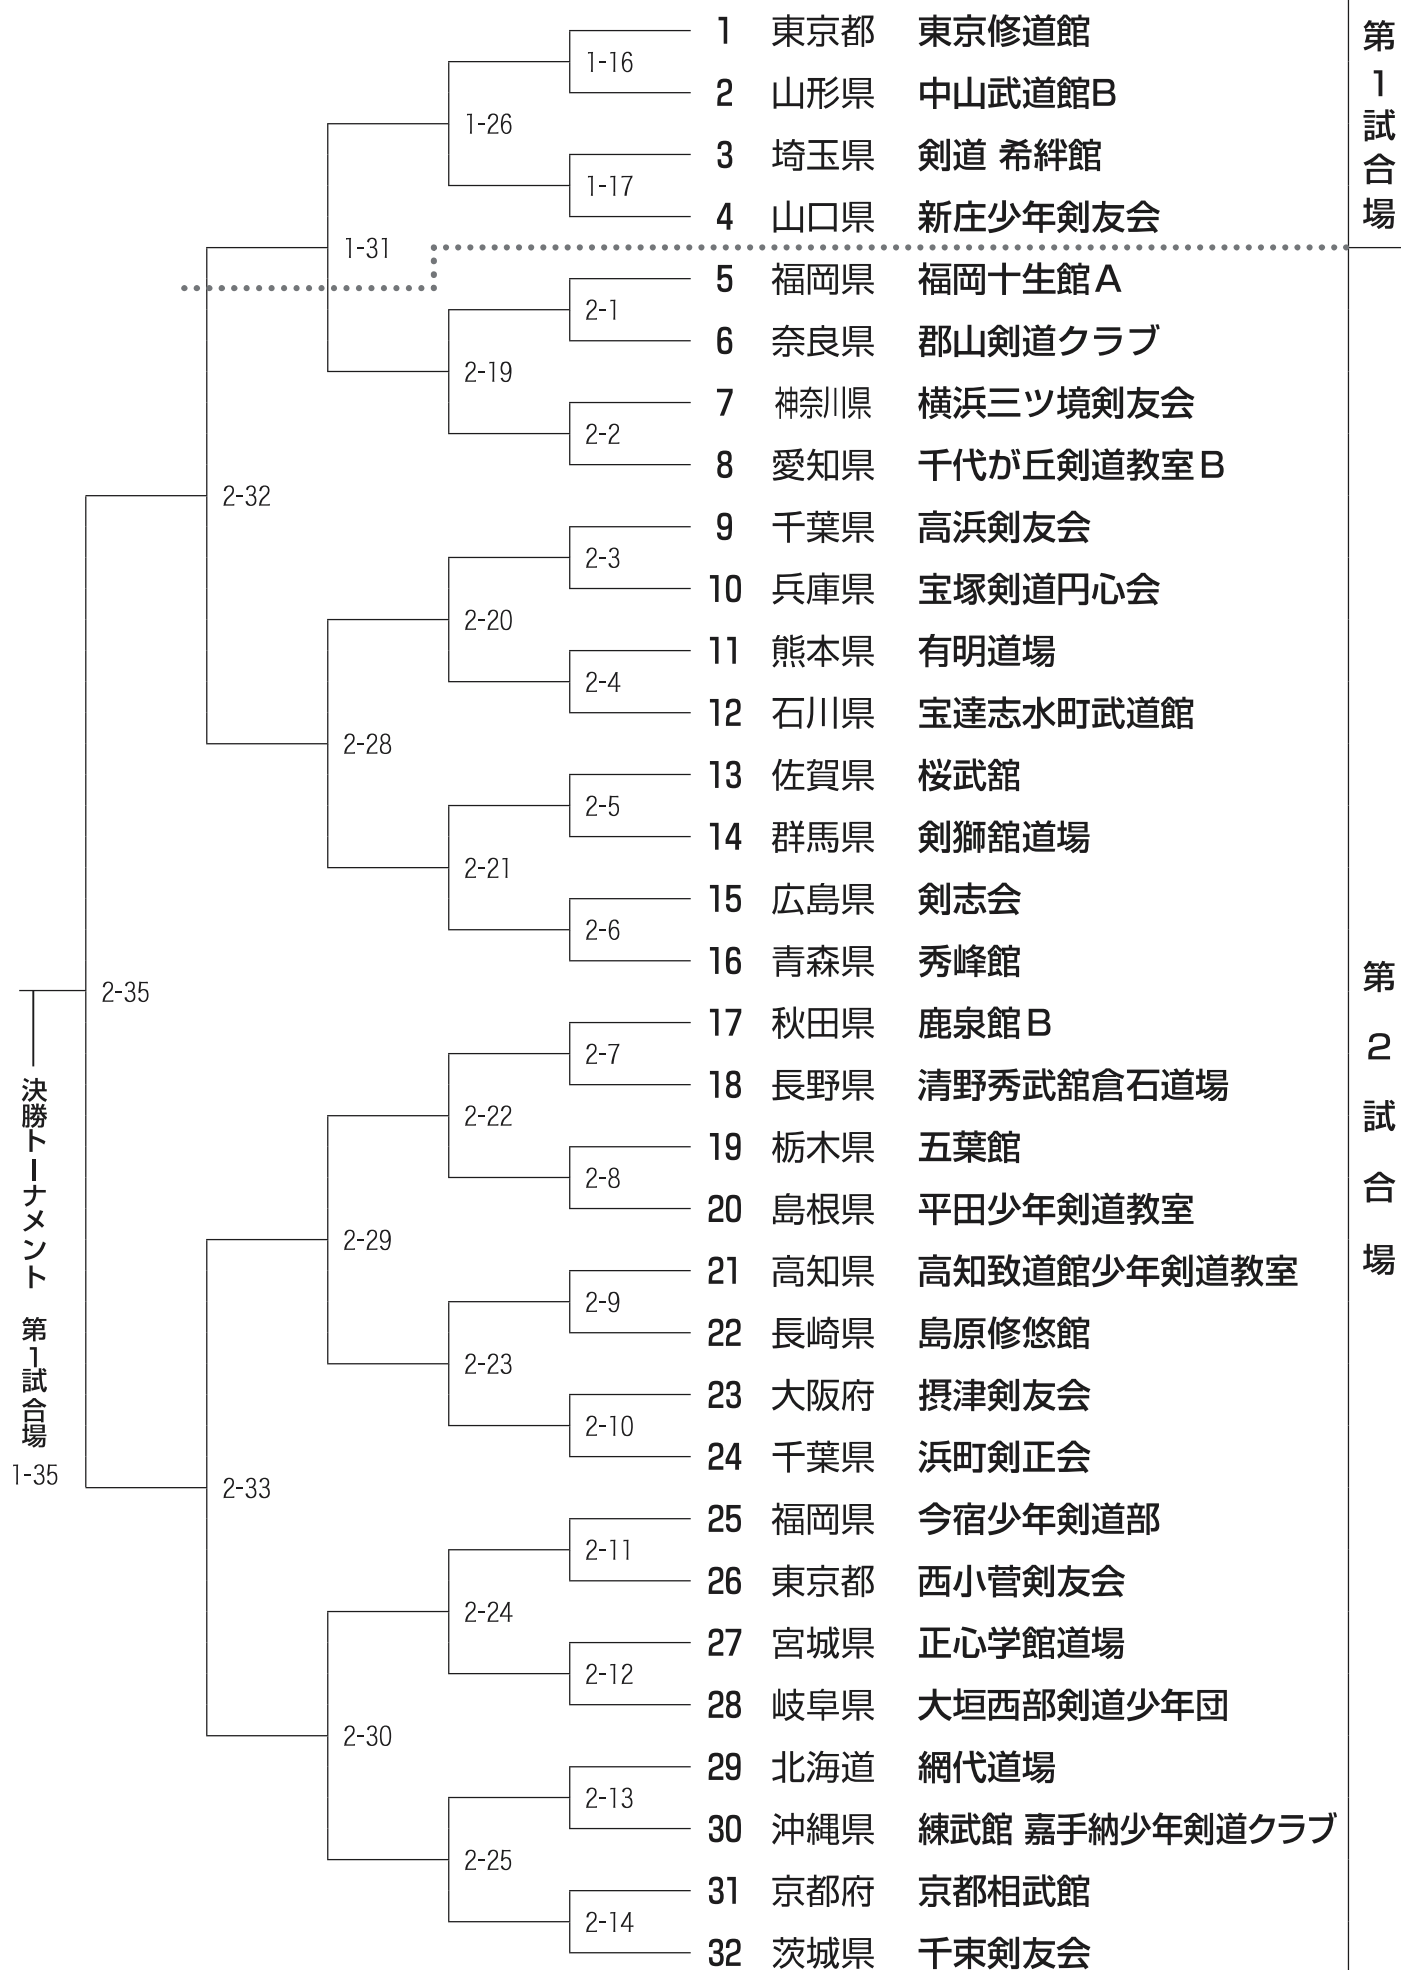 1 東京都 東京修道館
2 山形県 中山武道館B
3 埼玉県 剣道 希絆館
4 山口県 新庄少年剣友会
5 福岡県 福岡十生館A
6 奈良県 郡山剣道クラブ
7 神奈川県 横浜三ツ境剣友会
8 愛知県 千代が丘剣道教室B
9 千葉県 高浜剣友会
10 兵庫県 宝塚剣道円心会
11 熊本県 有明道場
12 石川県 宝達志水町武道館
13 佐賀県 桜武舘
14 群馬県 剣獅舘道場
15 広島県 剣志会
16 青森県 秀峰館
17 秋田県 鹿泉館B
18 長野県 清野秀武舘倉石道場
19 栃木県 五葉館
20 島根県 平田少年剣道教室
21 高知県 高知致道館少年剣道教室
22 長崎県 島原修悠館
23 大阪府 摂津剣友会
24 千葉県 浜町剣正会
25 福岡県 今宿少年剣道部
26 東京都 西小菅剣友会
27 宮城県 正心学館道場
28 岐阜県 大垣西部剣道少年団
29 北海道 網代道場
30 沖縄県 練武館 嘉手納少年剣道クラブ
31 京都府 京都相武館
32 茨城県 千束剣友会
第1試合場
第2試合場
1-16
1-17
2-1
2-2
2-3
2-4
2-5
2-6
2-7
2-8
2-9
2-10
2-11
2-12
2-13
2-14
1-26
2-19
2-20
2-21
2-22
2-23
2-24
2-25
1-31
2-28
2-29
2-30
2-32
2-33
2-35
決勝トーナメント 第1試合場
1-35